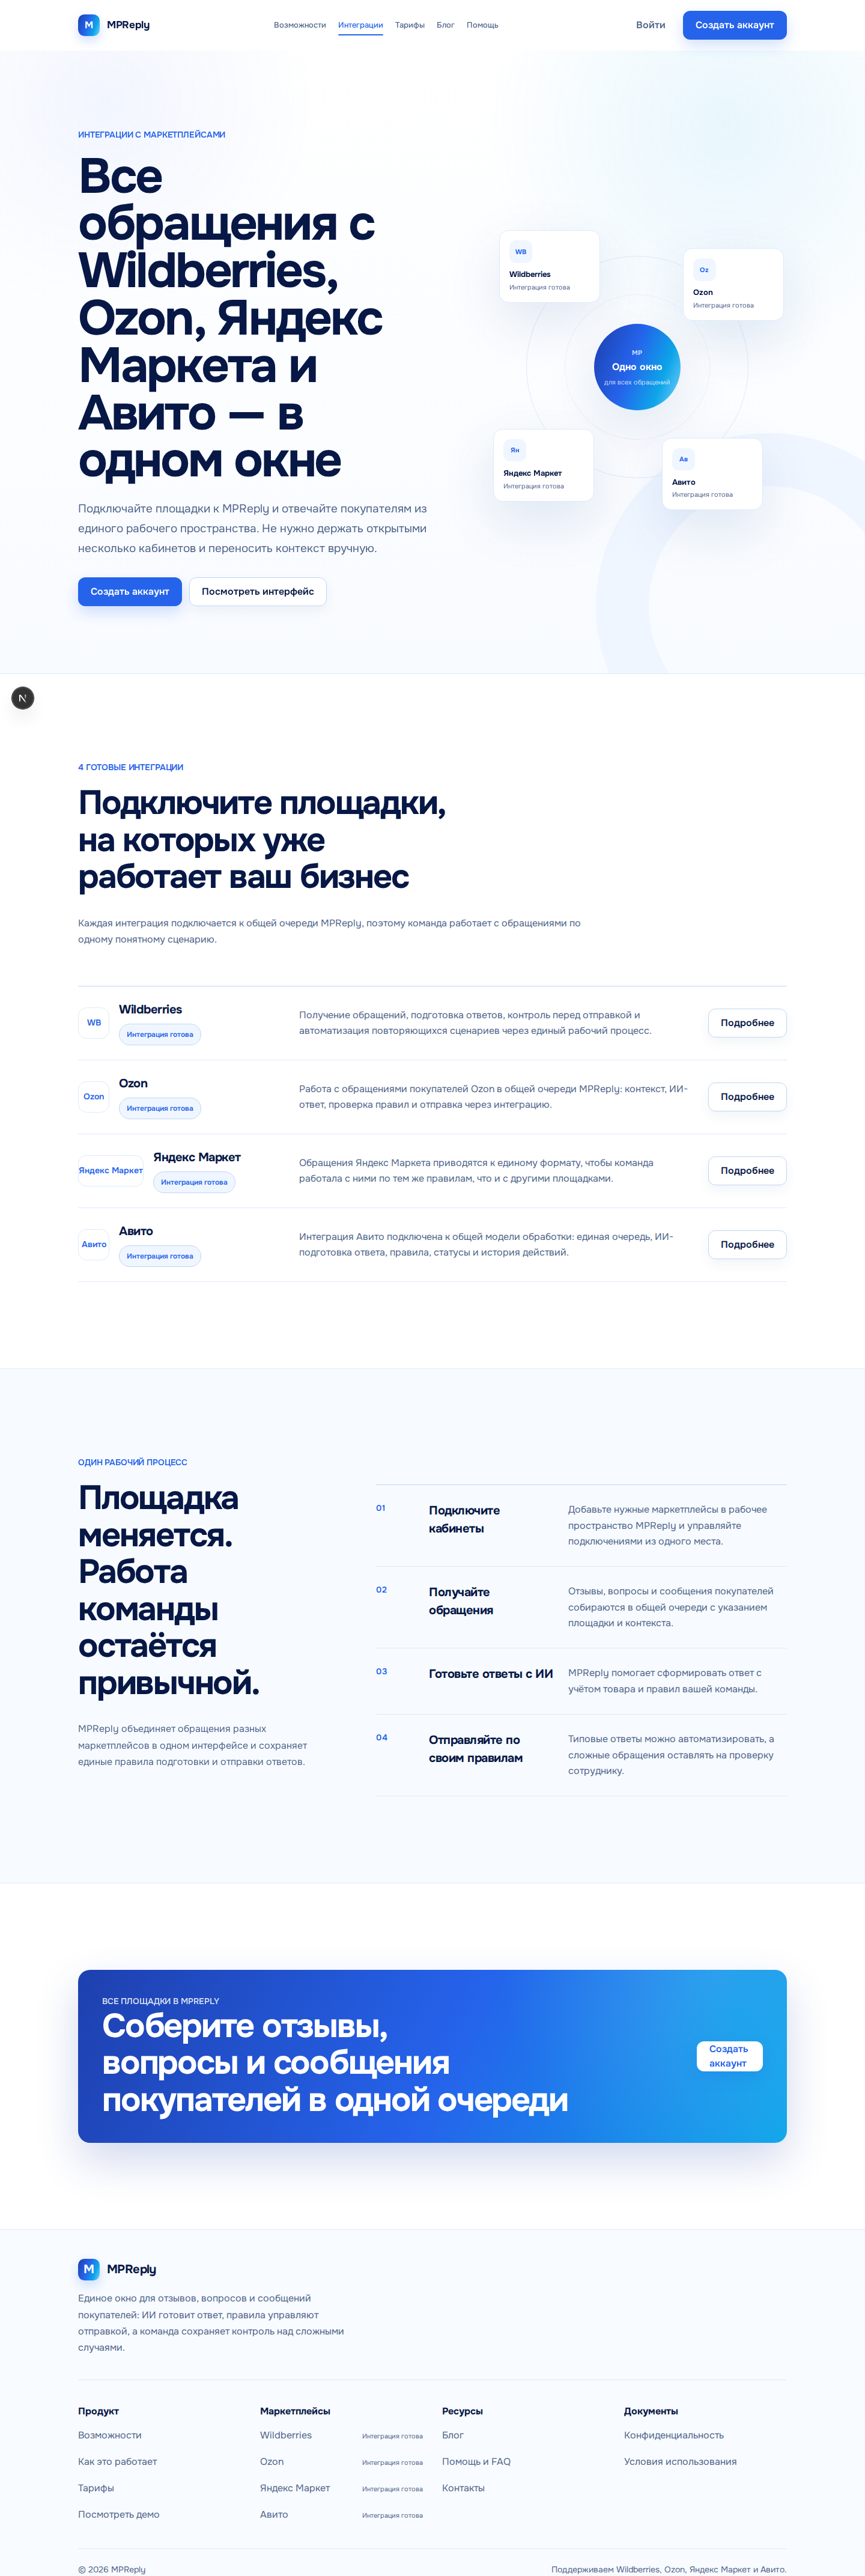 M MPReply
Возможности Интеграции Тарифы Блог Помощь
Войти Создать аккаунт
ИНТЕГРАЦИИ С МАРКЕТПЛЕЙСАМИ
Все
обращения с
Wildberries,
Ozon, Яндекс
Маркета и
Авито — в
одном окне
Подключайте площадки к MPReply и отвечайте покупателям из
единого рабочего пространства. Не нужно держать открытыми
несколько кабинетов и переносить контекст вручную.
Создать аккаунт Посмотреть интерфейс
WB
Wildberries
Интеграция готова
Oz
Ozon
Интеграция готова
MP
Одно окно
для всех обращений
Ян
Яндекс Маркет
Интеграция готова
Ав
Авито
Интеграция готова
N
4 ГОТОВЫЕ ИНТЕГРАЦИИ
Подключите площадки,
на которых уже
работает ваш бизнес
Каждая интеграция подключается к общей очереди MPReply, поэтому команда работает с обращениями по
одному понятному сценарию.
WB
Wildberries
Интеграция готова
Получение обращений, подготовка ответов, контроль перед отправкой и
автоматизация повторяющихся сценариев через единый рабочий процесс.
Подробнее
Ozon
Ozon
Интеграция готова
Работа с обращениями покупателей Ozon в общей очереди MPReply: контекст, ИИ-
ответ, проверка правил и отправка через интеграцию.
Подробнее
Яндекс Маркет
Яндекс Маркет
Интеграция готова
Обращения Яндекс Маркета приводятся к единому формату, чтобы команда
работала с ними по тем же правилам, что и с другими площадками.
Подробнее
Авито
Авито
Интеграция готова
Интеграция Авито подключена к общей модели обработки: единая очередь, ИИ-
подготовка ответа, правила, статусы и история действий.
Подробнее
ОДИН РАБОЧИЙ ПРОЦЕСС
Площадка
меняется.
Работа
команды
остаётся
привычной.
MPReply объединяет обращения разных
маркетплейсов в одном интерфейсе и сохраняет
единые правила подготовки и отправки ответов.
01
Подключите
кабинеты
Добавьте нужные маркетплейсы в рабочее
пространство MPReply и управляйте
подключениями из одного места.
02
Получайте
обращения
Отзывы, вопросы и сообщения покупателей
собираются в общей очереди с указанием
площадки и контекста.
03
Готовьте ответы с ИИ
MPReply помогает сформировать ответ с
учётом товара и правил вашей команды.
04
Отправляйте по
своим правилам
Типовые ответы можно автоматизировать, а
сложные обращения оставлять на проверку
сотруднику.
ВСЕ ПЛОЩАДКИ В MPREPLY
Соберите отзывы,
вопросы и сообщения
покупателей в одной очереди
Создать
аккаунт
M MPReply
Единое окно для отзывов, вопросов и сообщений
покупателей: ИИ готовит ответ, правила управляют
отправкой, а команда сохраняет контроль над сложными
случаями.
Продукт
Возможности
Как это работает
Тарифы
Посмотреть демо
Маркетплейсы
Wildberries Интеграция готова
Ozon Интеграция готова
Яндекс Маркет Интеграция готова
Авито Интеграция готова
Ресурсы
Блог
Помощь и FAQ
Контакты
Документы
Конфиденциальность
Условия использования
© 2026 MPReply
Поддерживаем Wildberries, Ozon, Яндекс Маркет и Авито.